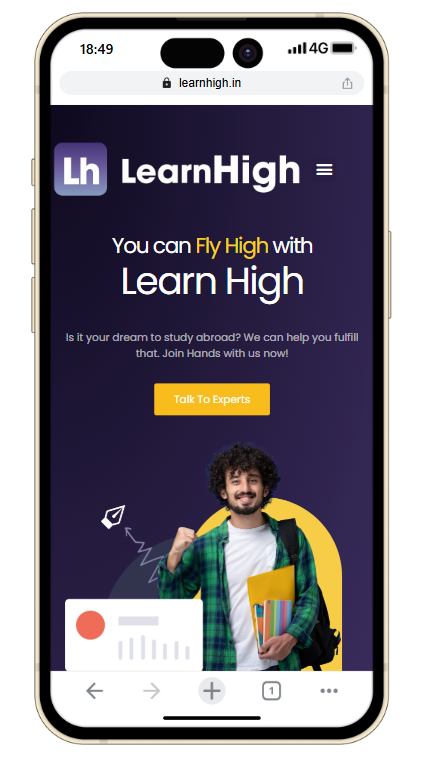 18:49
4G
learnhigh.in
Lh LearnHigh
You can Fly High with
Learn High
Is it your dream to study abroad? We can help you fulfill
that. Join Hands with us now!
Talk To Experts
1